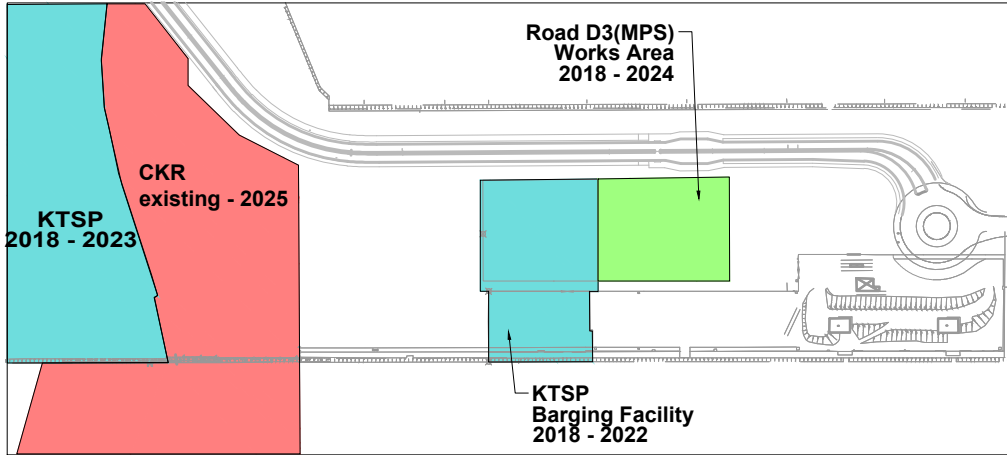 Road D3(MPS)
Works Area
2018 - 2024
CKR
existing - 2025
KTSP
2018 - 2023
KTSP
Barging Facility
2018 - 2022